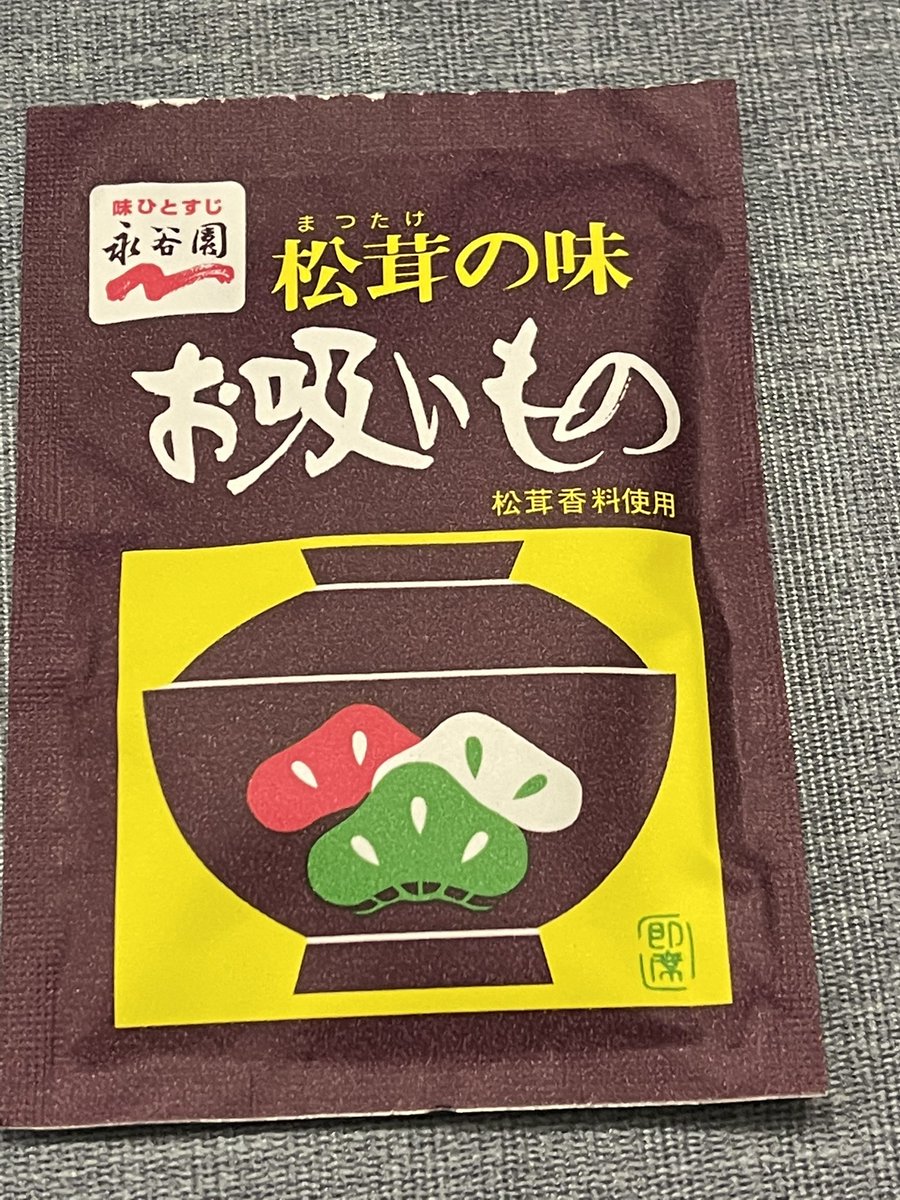 味ひとすじ
永谷園
まつたけ
松茸の味
お吸いもの
松茸香料使用
即席